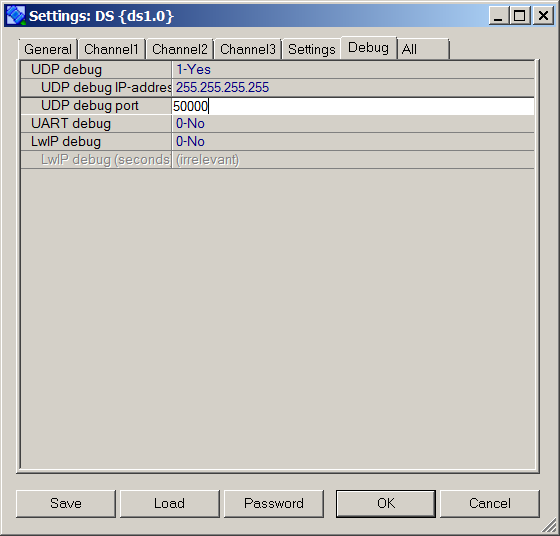 Settings: DS {ds1.0}
General Channel1 Channel2 Channel3 Settings Debug All
UDP debug 1-Yes
UDP debug IP-addres 255.255.255.255
UDP debug port 50000
UART debug 0-No
LwIP debug 0-No
LwIP debug (seconds (irrelevant)
Save Load Password OK Cancel